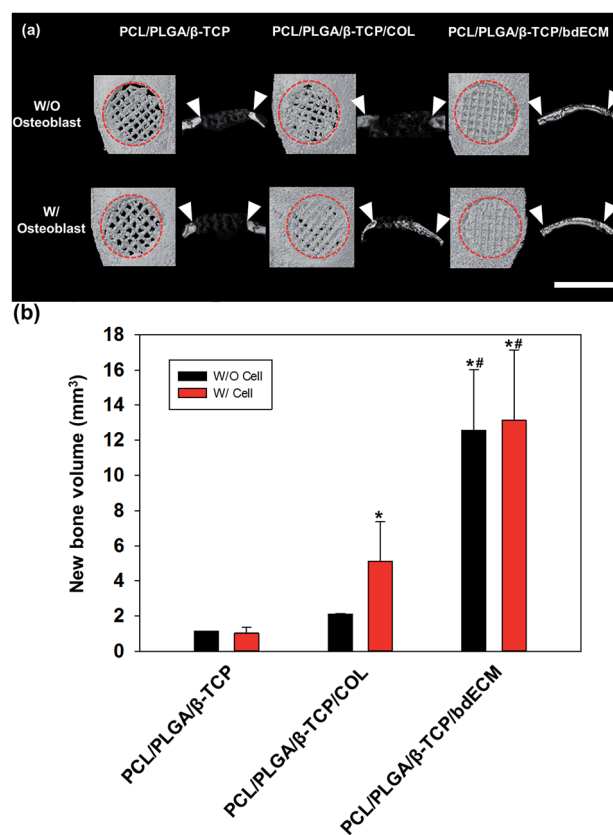 (a)
PCL/PLGA/β-TCP PCL/PLGA/β-TCP/COL PCL/PLGA/β-TCP/bdECM
W/O
Osteoblast
W/
Osteoblast
(b)
18
16
14
12
10
8
6
4
2
0
New bone volume (mm³)
W/O Cell
W/ Cell
*
*#
*#
PCL/PLGA/β-TCP
PCL/PLGA/β-TCP/COL
PCL/PLGA/β-TCP/bdECM